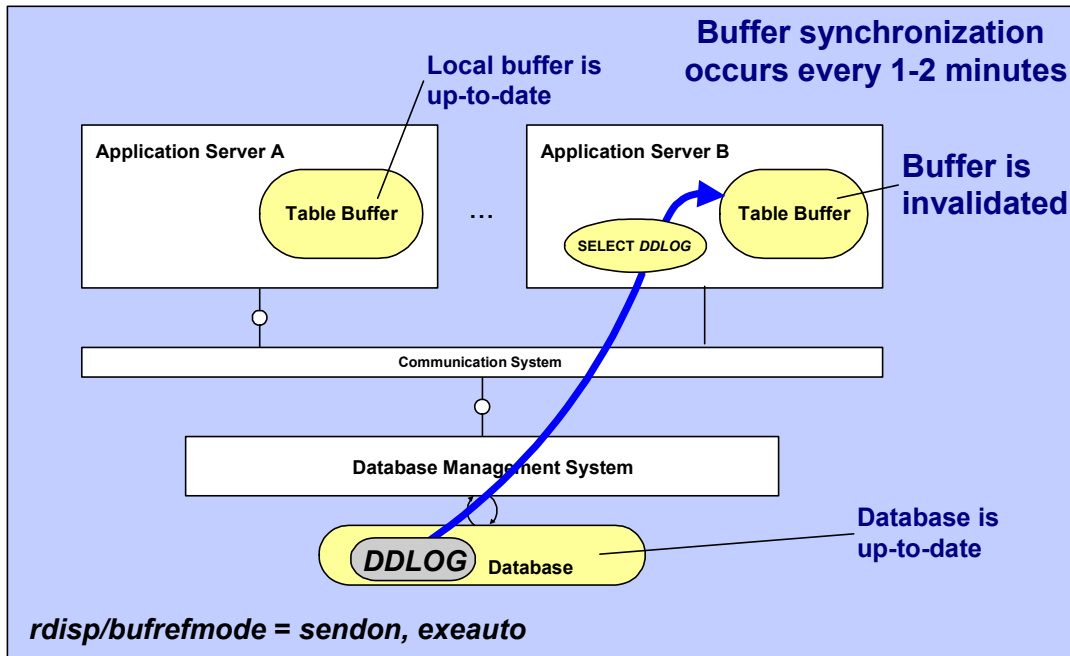 Buffer synchronization
occurs every 1-2 minutes
Local buffer is
up-to-date
Application Server A
Table Buffer
...
Application Server B
SELECT DDLOG
Table Buffer
Buffer is
invalidated
Communication System
Database Management System
DDLOG
Database
Database is
up-to-date
rdisp/bufrefmode = sendon, exeauto